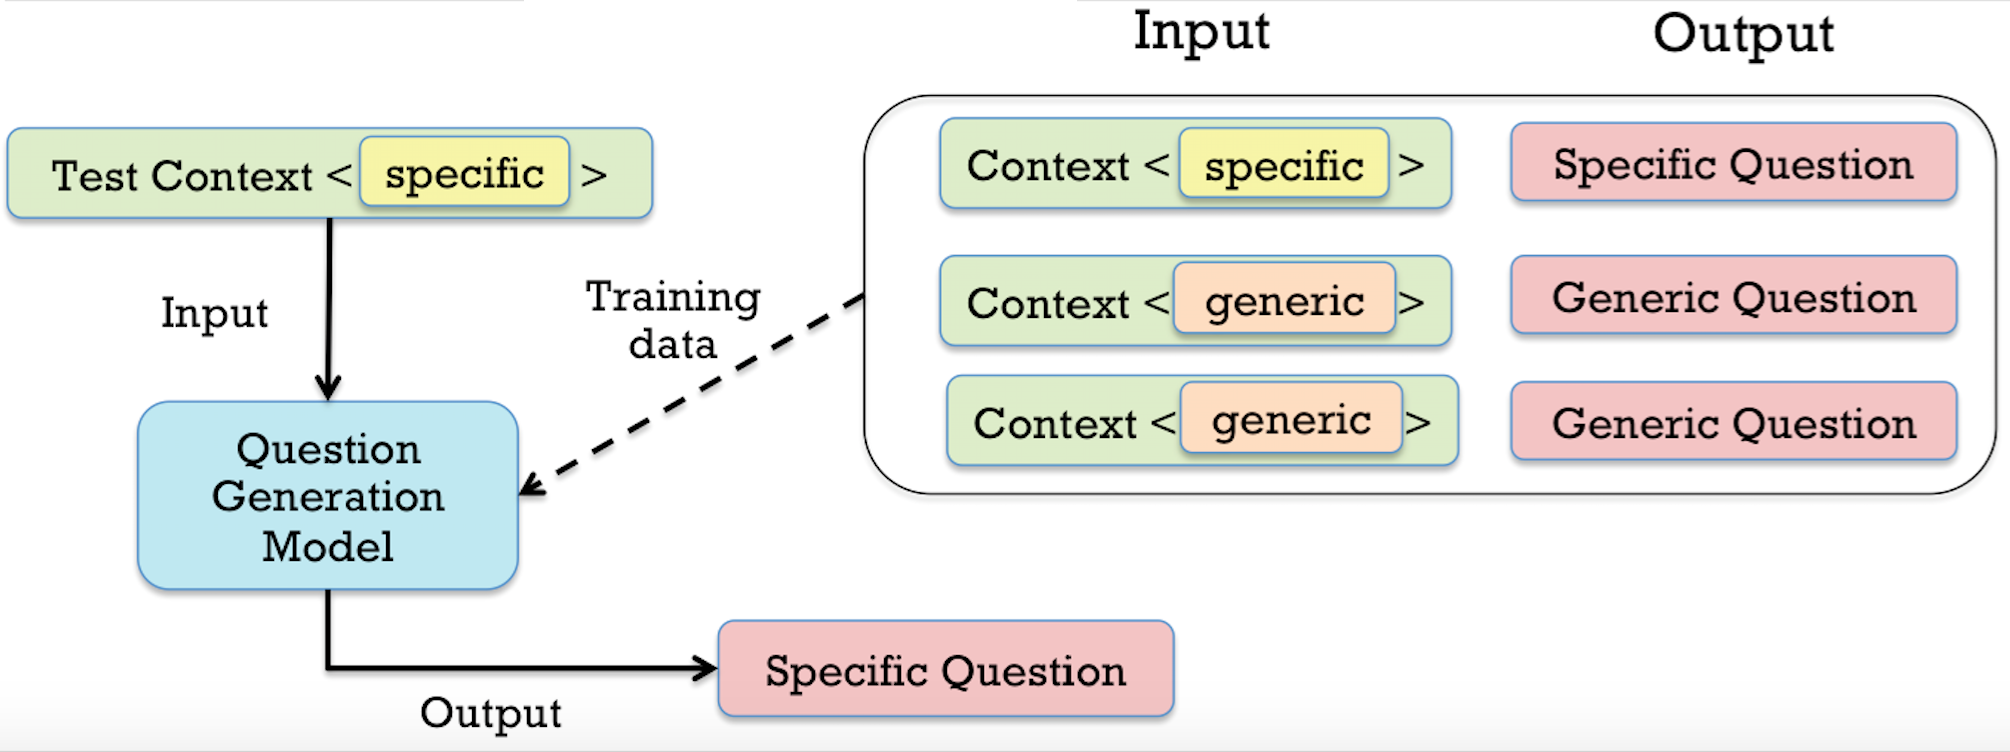 Input Output
Test Context < specific >
Context < specific > Specific Question
Input
Training
data
Context < generic > Generic Question
Context < generic > Generic Question
Question
Generation
Model
Specific Question
Output